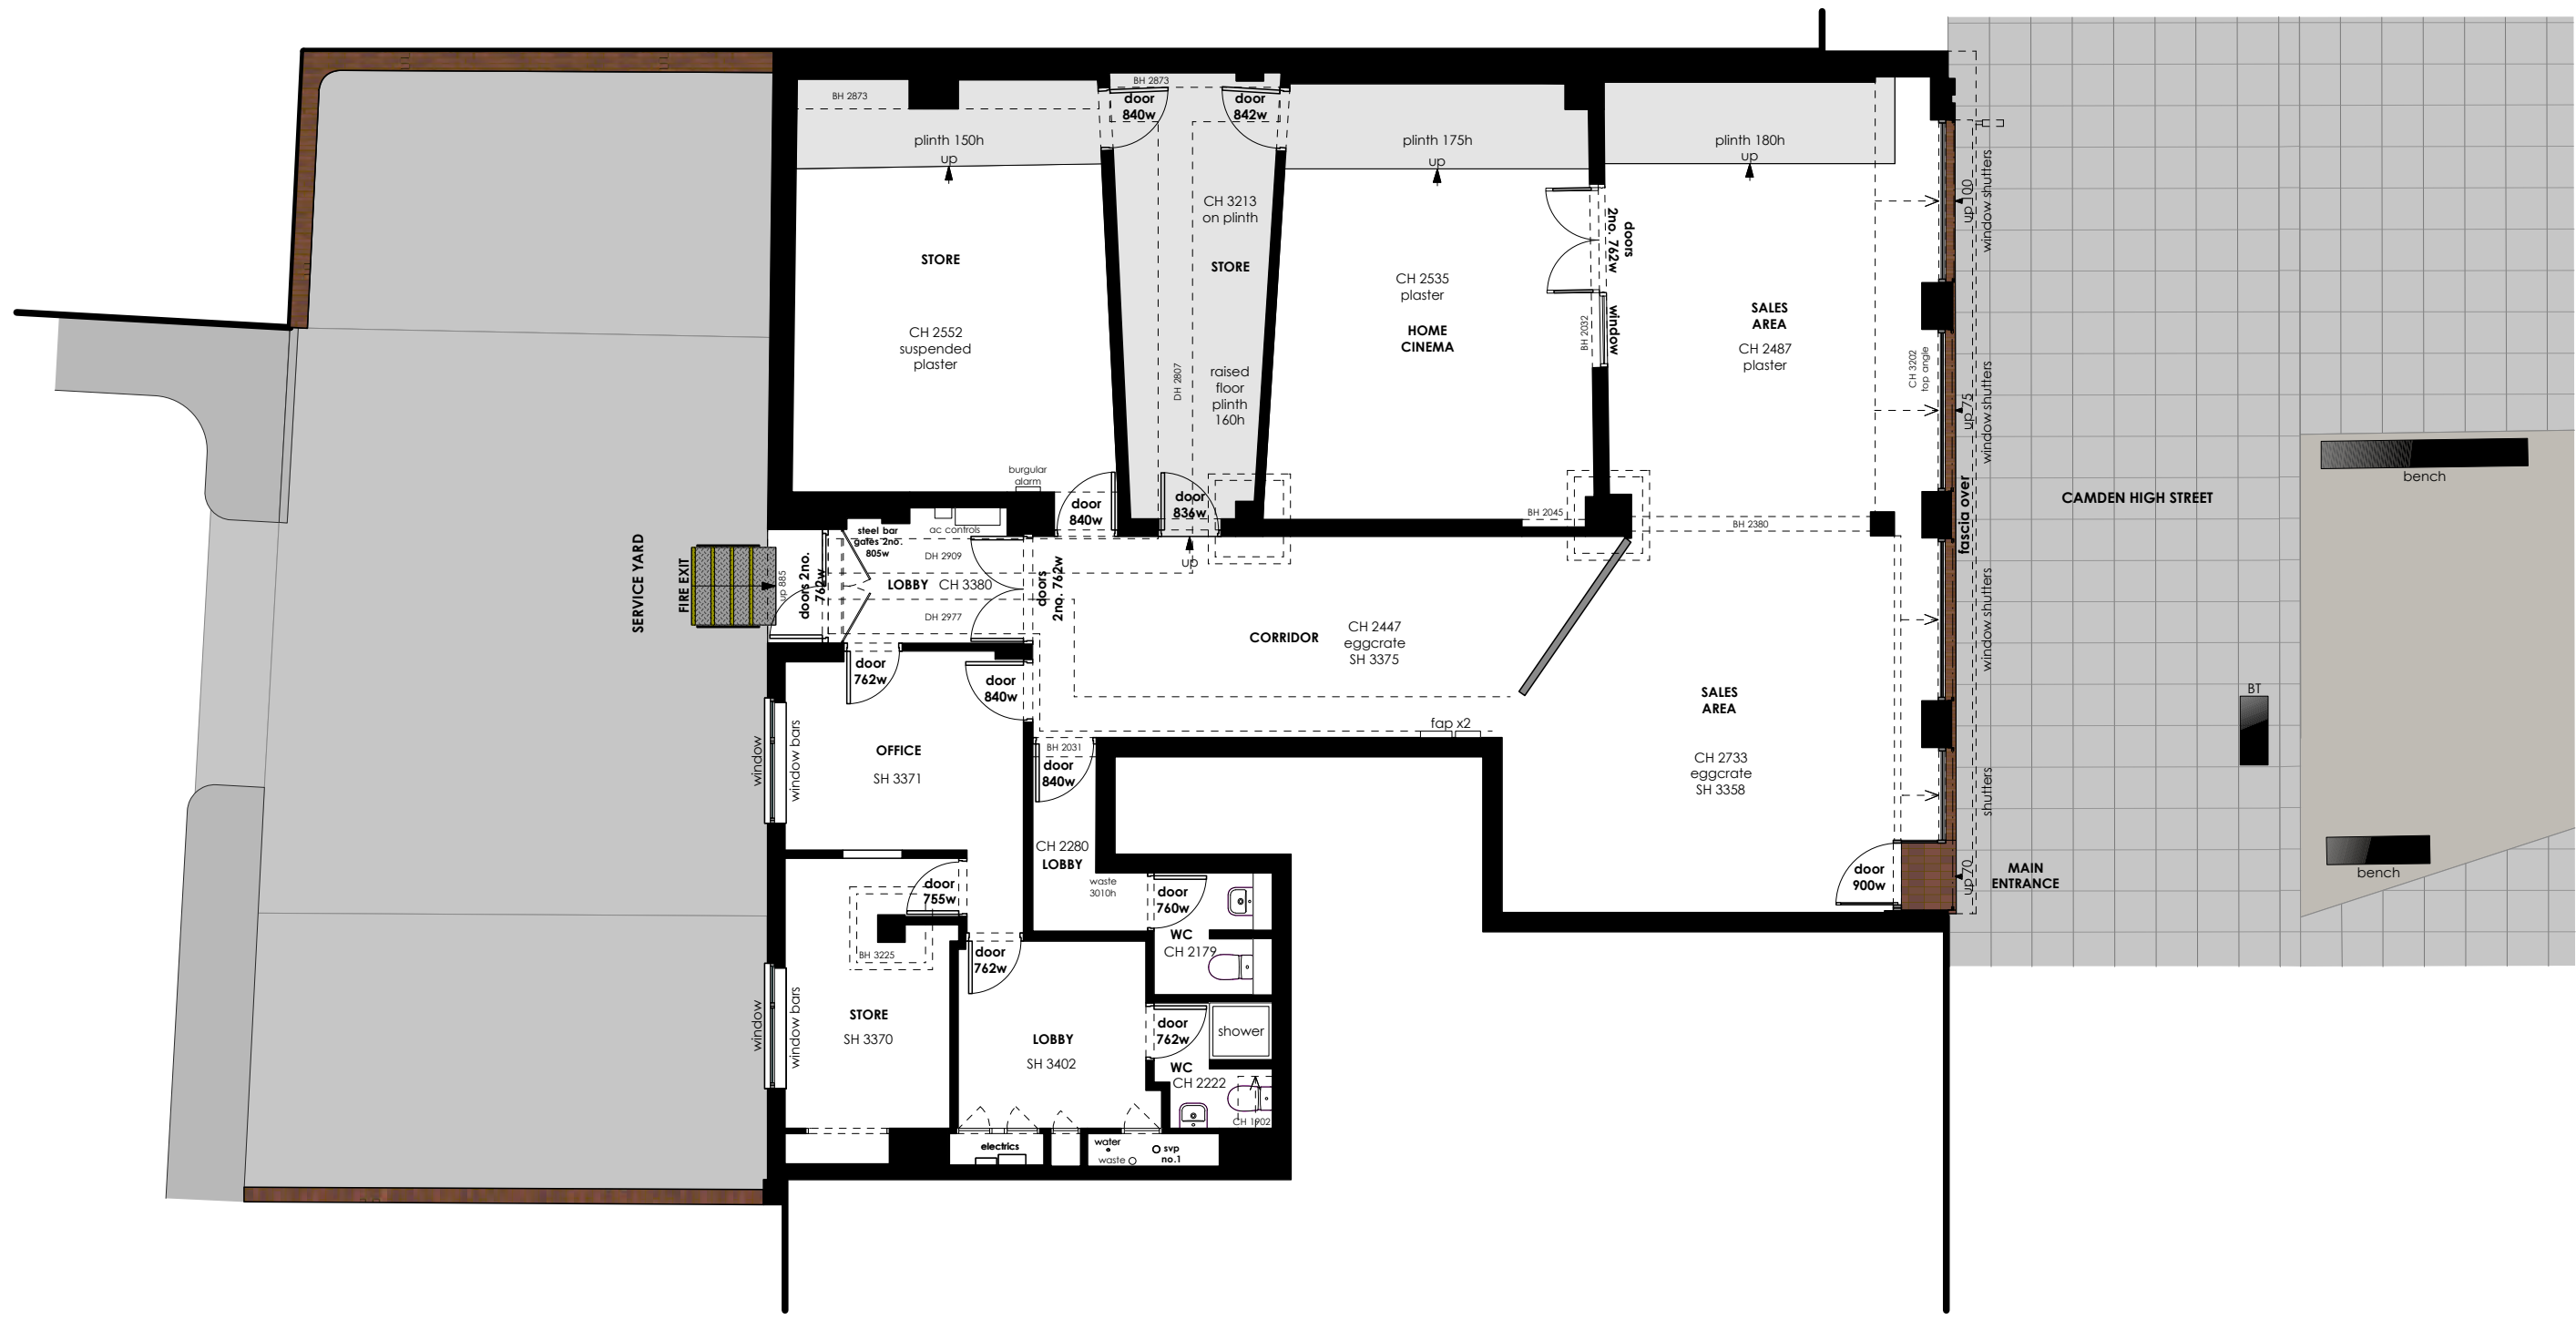 BH 2873
BH 2873
door
840w
door
842w
plinth 150h
up
plinth 175h
up
plinth 180h
up
CH 3213
on plinth
STORE
STORE
CH 2552
suspended
plaster
DH 2807
raised
floor
plinth
160h
CH 2535
plaster
HOME
CINEMA
doors
2no. 762w
window
BH 2032
SALES
AREA
CH 2487
plaster
CH 3202
top angle
up 100
window shutters
up 75
window shutters
fascia over
window shutters
shutters
up 70
CAMDEN HIGH STREET
bench
BT
bench
MAIN
ENTRANCE
burgular
alarm
door
840w
door
836w
up
BH 2045
BH 2380
steel bar
gates 2no.
805w
ac controls
DH 2909
LOBBY CH 3380
DH 2977
doors
2no. 762w
doors 2no.
762w
up 885
FIRE EXIT
SERVICE YARD
CORRIDOR
CH 2447
eggcrate
SH 3375
fap x2
SALES
AREA
CH 2733
eggcrate
SH 3358
door
900w
door
762w
door
840w
OFFICE
SH 3371
window
window bars
BH 2031
door
840w
CH 2280
LOBBY
waste
3010h
door
755w
BH 3225
door
762w
door
760w
WC
CH 2179
STORE
SH 3370
window
window bars
LOBBY
SH 3402
door
762w
shower
WC
CH 2222
CH 1902
electrics
water
waste
svp
no.1